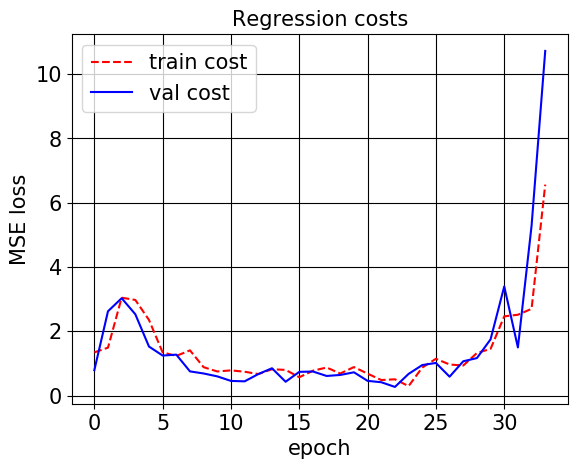 Regression costs
train cost
val cost
MSE loss
10
8
6
4
2
0
0 5 10 15 20 25 30
epoch